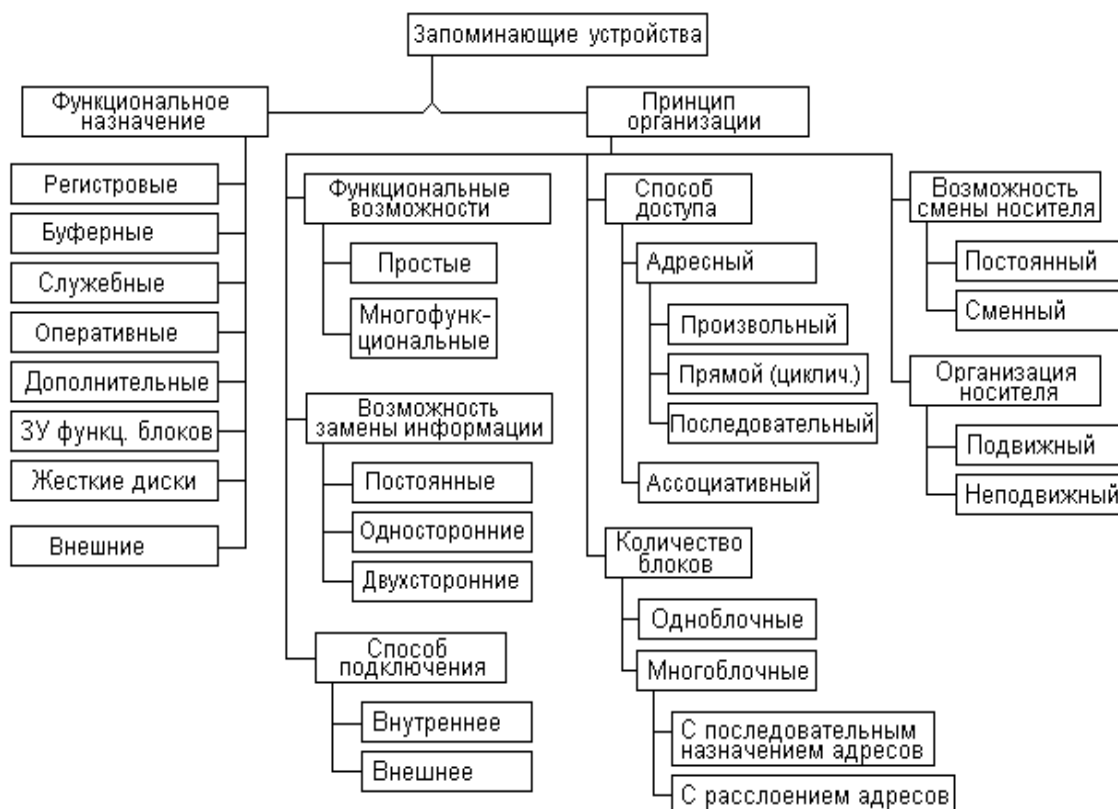 Запоминающие устройства
Функциональное
назначение
Регистровые
Буферные
Служебные
Оперативные
Дополнительные
ЗУ функц. блоков
Жесткие диски
Внешние
Принцип
организации
Функциональные
возможности
Простые
Многофунк-
циональные
Возможность
замены информации
Постоянные
Односторонние
Двухсторонние
Способ
подключения
Внутреннее
Внешнее
Способ
доступа
Адресный
Произвольный
Прямой (циклич.)
Последовательный
Ассоциативный
Количество
блоков
Одноблочные
Многоблочные
С последовательным
назначением адресов
С расслоением адресов
Возможность
смены носителя
Постоянный
Сменный
Организация
носителя
Подвижный
Неподвижный